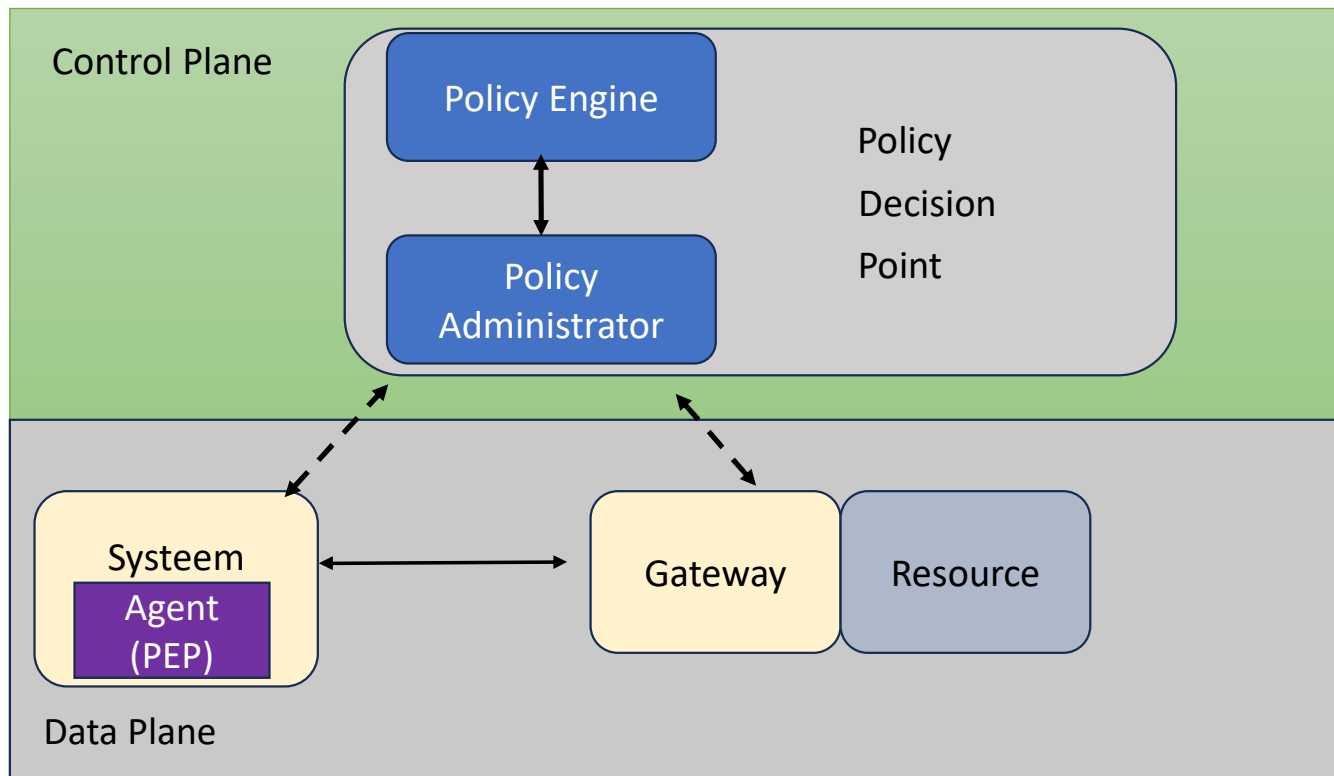 Control Plane
Policy Engine
Policy
Decision
Point
Policy
Administrator
Systeem
Agent
(PEP)
Gateway
Resource
Data Plane